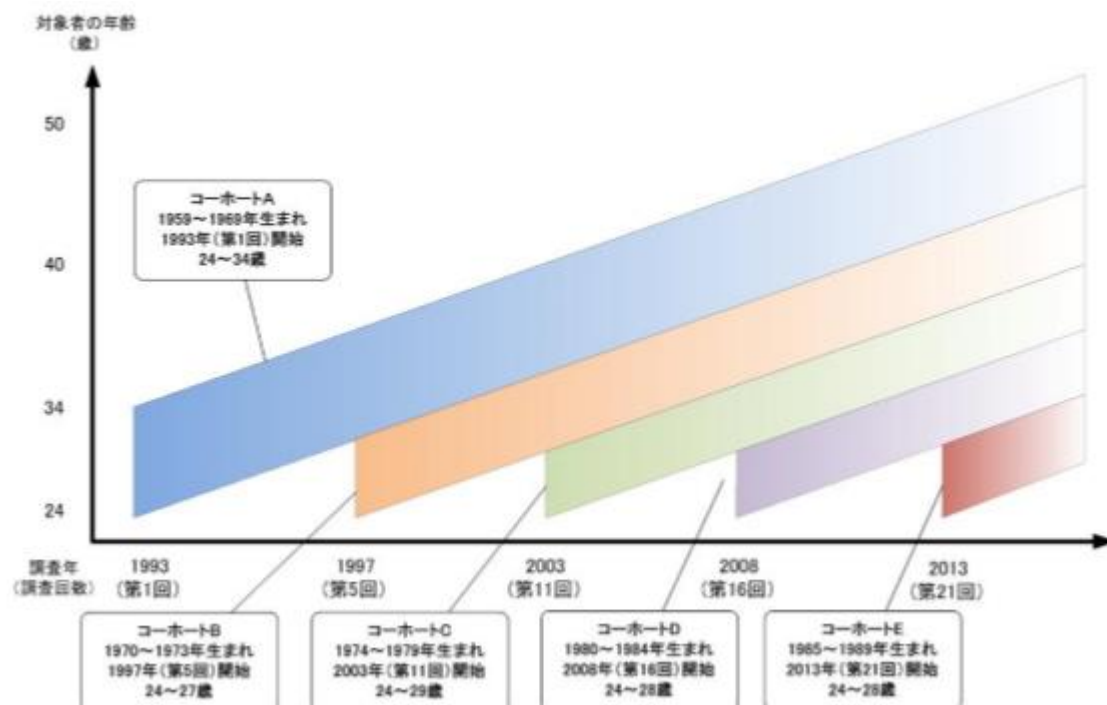 対象者の年齢
(歳)
50
40
34
24
コーホートA
1959～1969年生まれ
1993年(第1回)開始
24～34歳
調査年
(調査回数)
1993
(第1回)
1997
(第5回)
2003
(第11回)
2008
(第16回)
2013
(第21回)
コーホートB
1970～1973年生まれ
1997年(第5回)開始
24～27歳
コーホートC
1974～1979年生まれ
2003年(第11回)開始
24～29歳
コーホートD
1980～1984年生まれ
2008年(第16回)開始
24～28歳
コーホートE
1985～1989年生まれ
2013年(第21回)開始
24～28歳